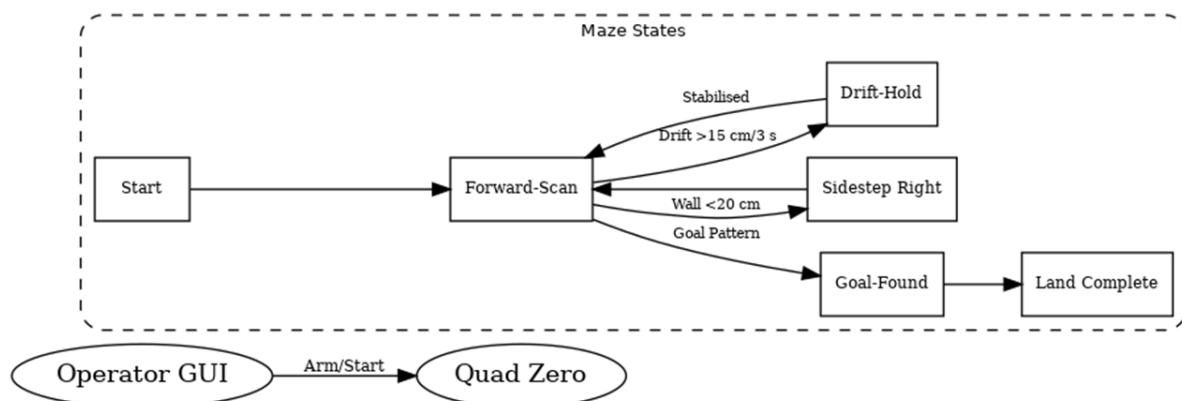 Maze States
Drift-Hold
Stabilised
Drift >15 cm/3 s
Start
Forward-Scan
Sidestep Right
Wall <20 cm
Goal Pattern
Goal-Found
Land Complete
Operator GUI
Arm/Start
Quad Zero